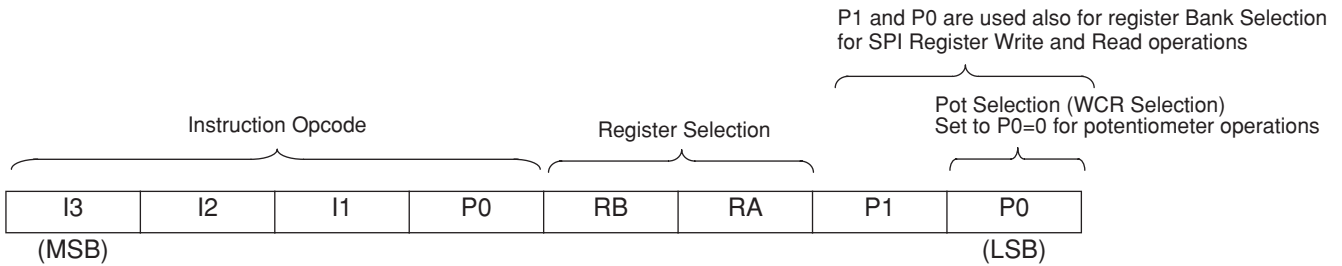 P1 and P0 are used also for register Bank Selection
for SPI Register Write and Read operations
Pot Selection (WCR Selection)
Set to P0=0 for potentiometer operations
Instruction Opcode
Register Selection
I3 I2 I1 P0 RB RA P1 P0
(MSB) (LSB)